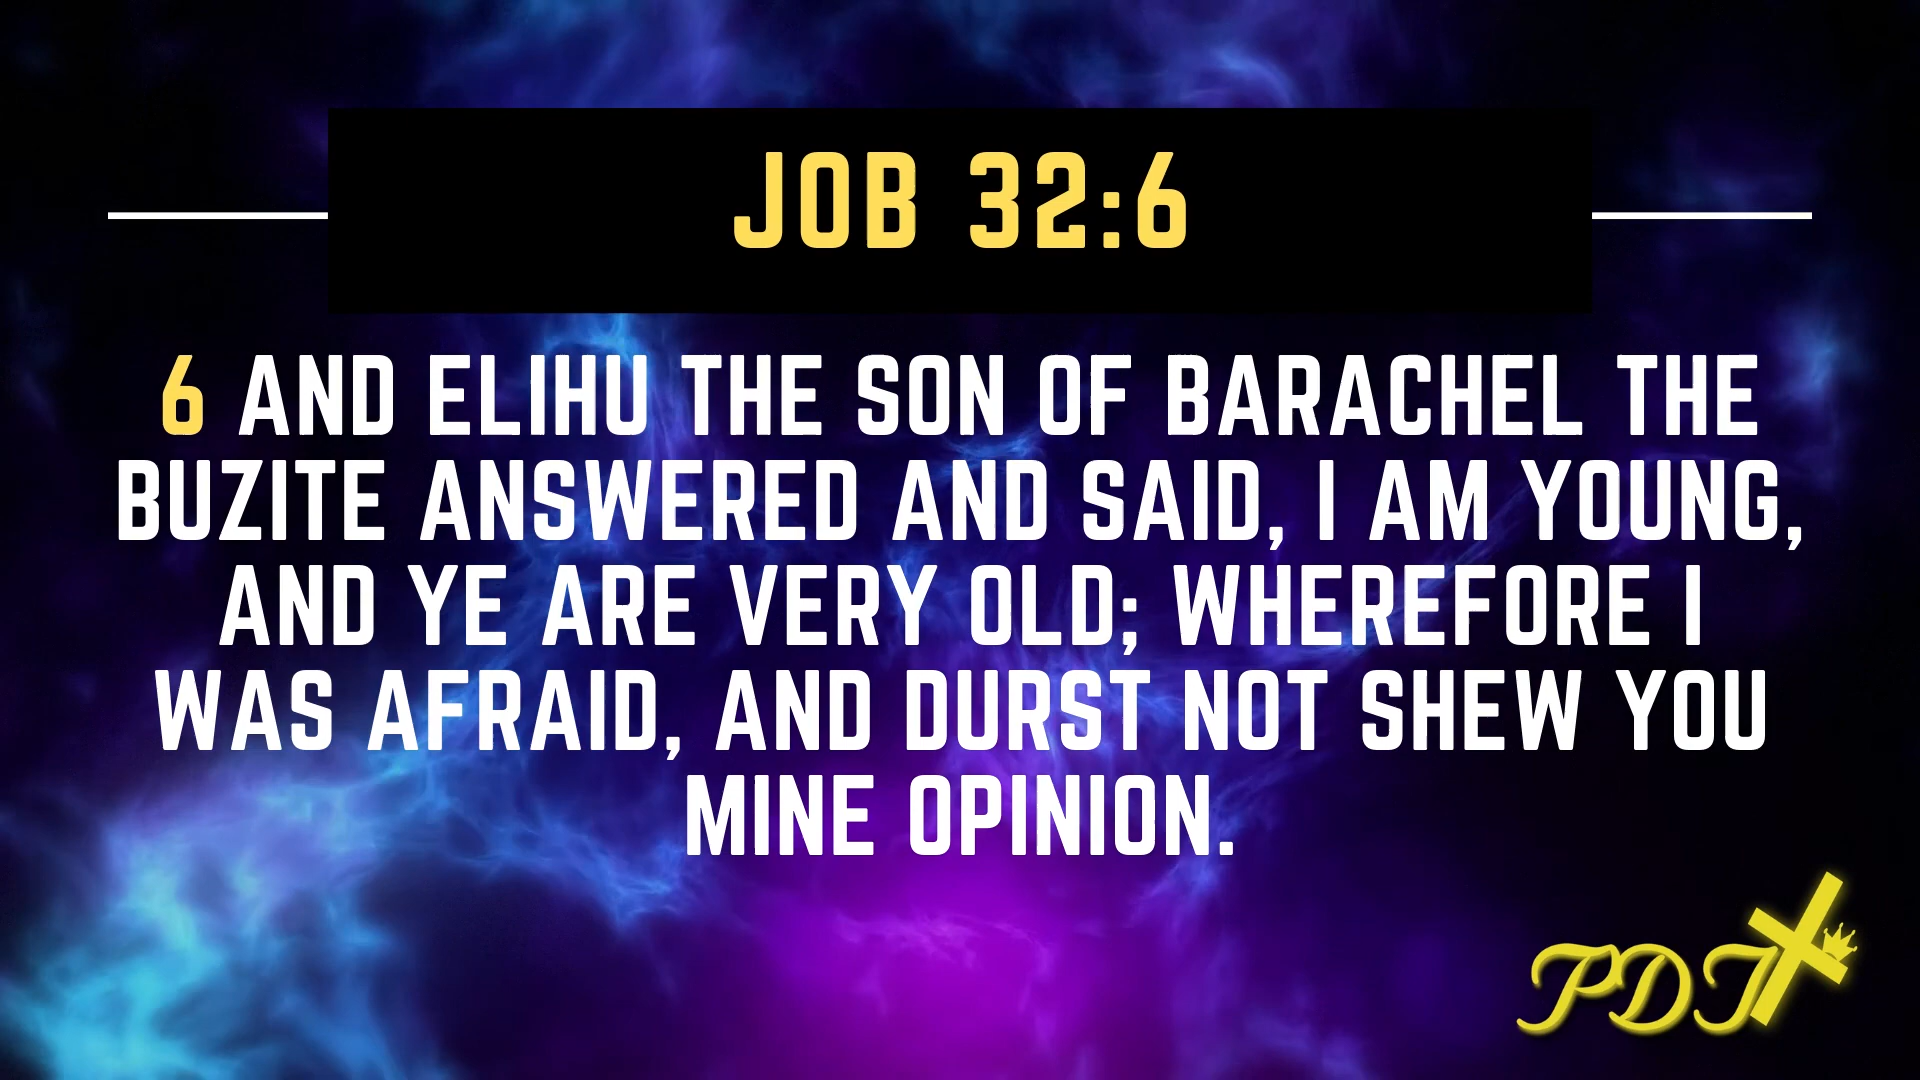 JOB 32:6
6 AND ELIHU THE SON OF BARACHEL THE
BUZITE ANSWERED AND SAID, I AM YOUNG,
AND YE ARE VERY OLD; WHEREFORE I
WAS AFRAID, AND DURST NOT SHEW YOU
MINE OPINION.